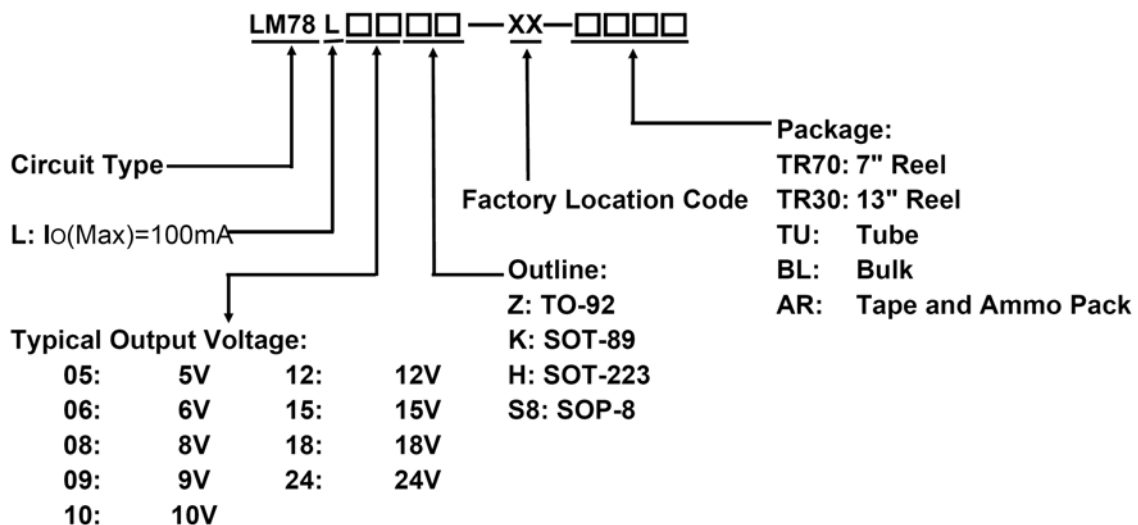 LM78 L□□□□—XX—□□□□
Package:
Circuit Type
TR70: 7" Reel
Factory Location Code
TR30: 13" Reel
L: IO(Max)=100mA
TU: Tube
Outline:
BL: Bulk
Z: TO-92
AR: Tape and Ammo Pack
Typical Output Voltage:
K: SOT-89
05: 5V 12: 12V
H: SOT-223
06: 6V 15: 15V
S8: SOP-8
08: 8V 18: 18V
09: 9V 24: 24V
10: 10V